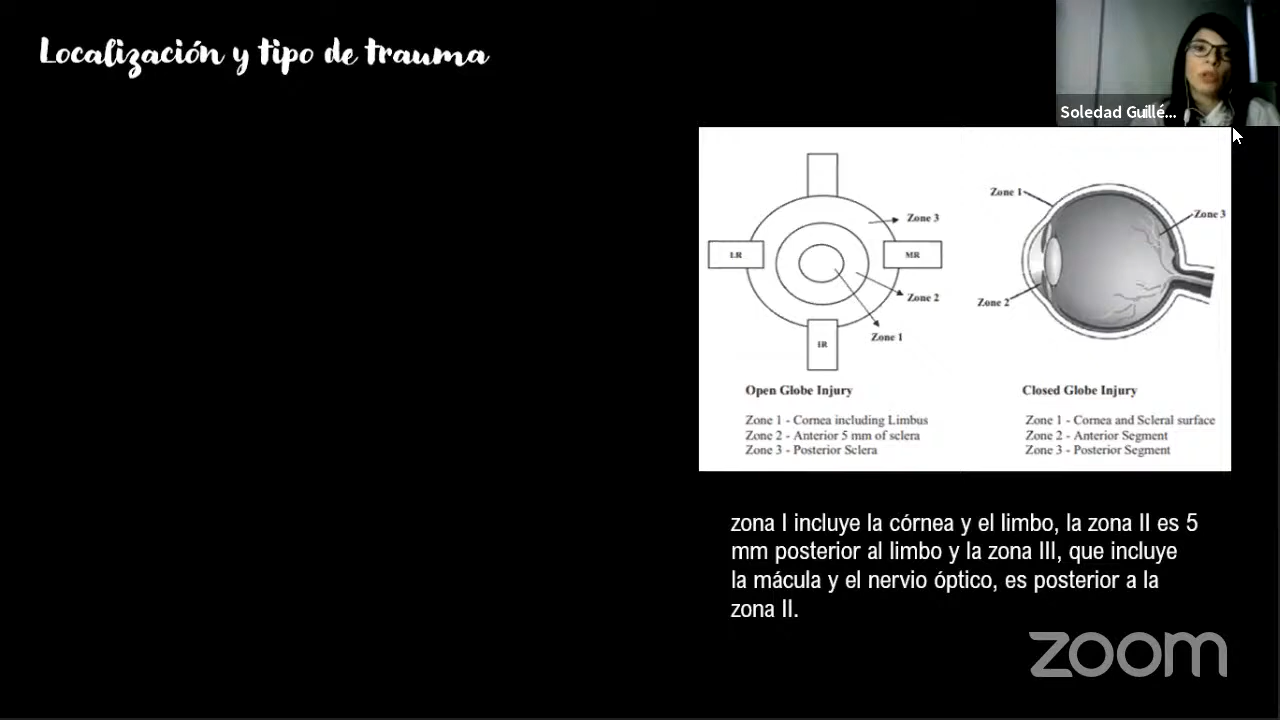 Localización y tipo de trauma
Soledad Guillé...
Zone 3
LR
MR
Zone 2
IR
Zone 1
Zone 1
Zone 3
Zone 2
Open Globe Injury
Zone 1 - Cornea including Limbus
Zone 2 - Anterior 5 mm of sclera
Zone 3 - Posterior Sclera
Closed Globe Injury
Zone 1 - Cornea and Scleral surface
Zone 2 - Anterior Segment
Zone 3 - Posterior Segment
zona I incluye la córnea y el limbo, la zona II es 5
mm posterior al limbo y la zona III, que incluye
la mácula y el nervio óptico, es posterior a la
zona II.
zoom